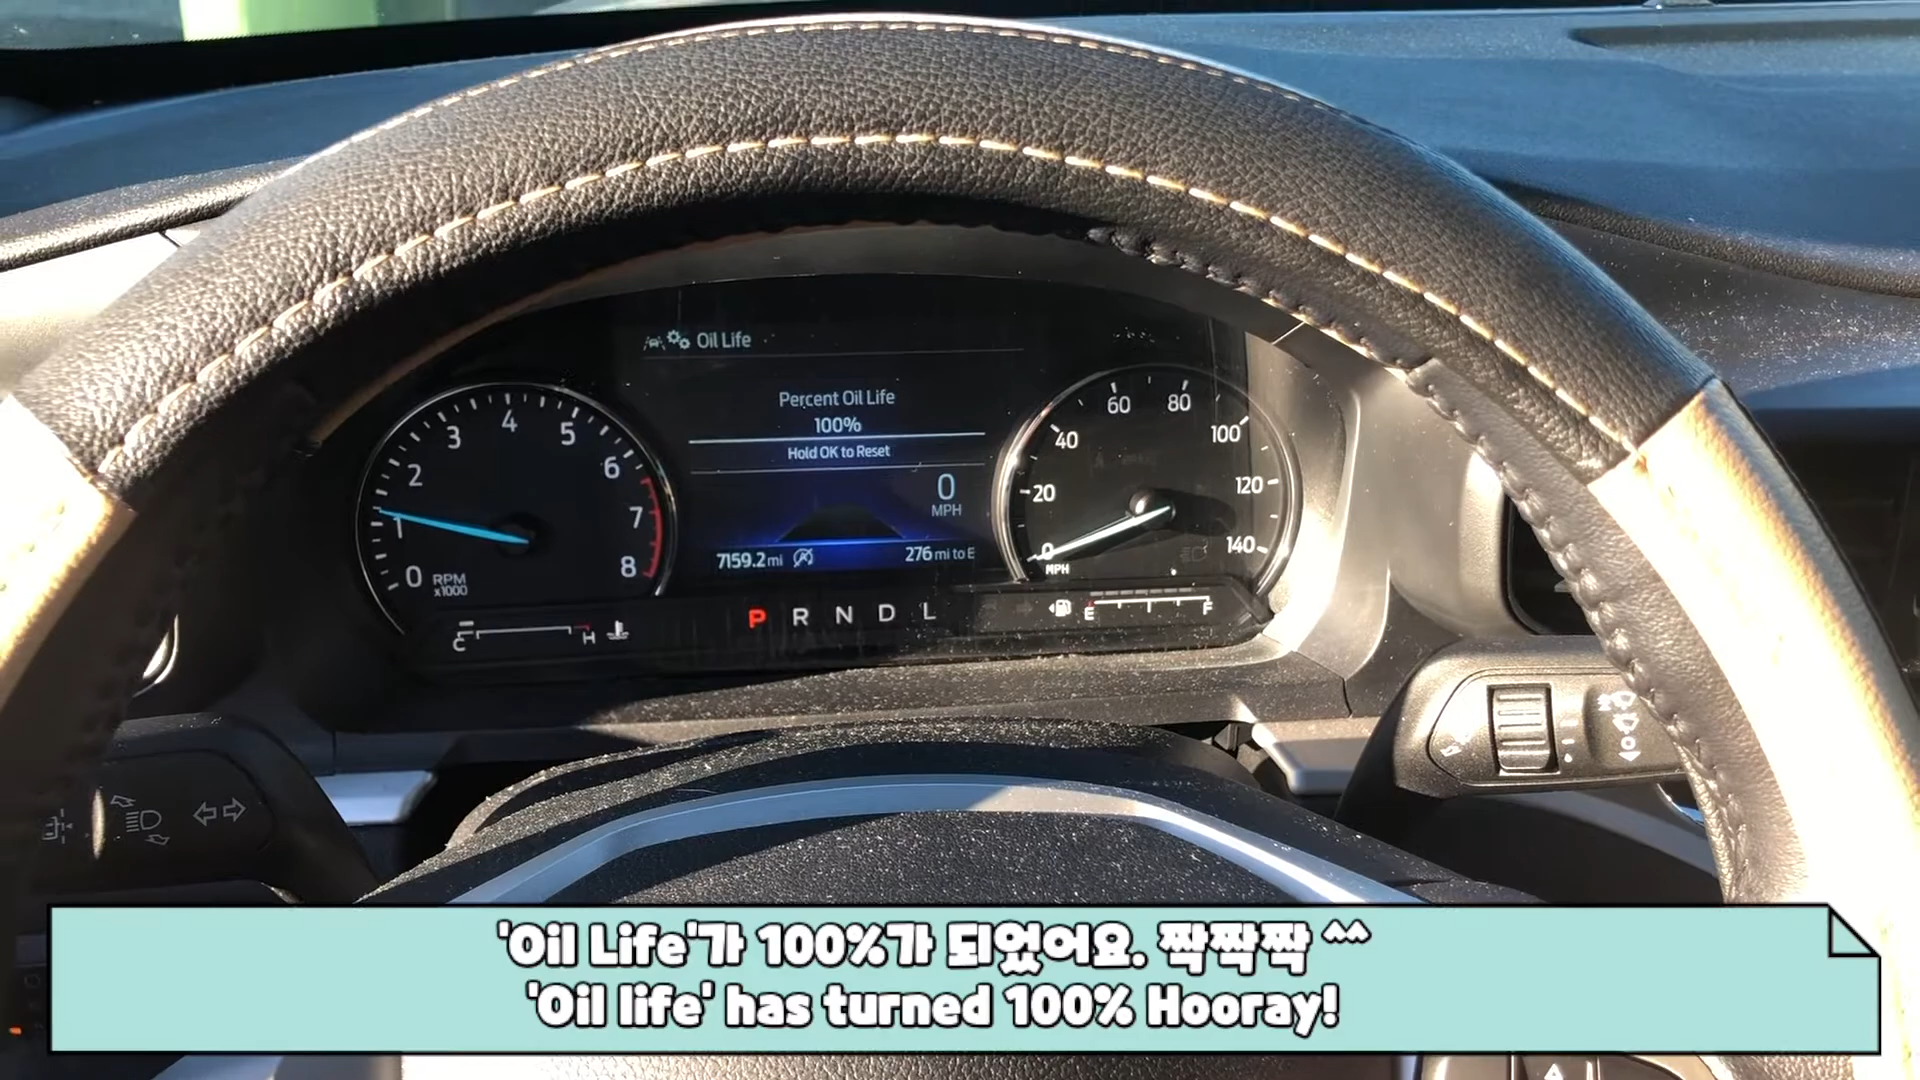 Oil Life
Percent Oil Life
100%
Hold OK to Reset
0
MPH
7159.2 mi
276 mi to E
0 1 2 3 4 5 6 7 8
RPM
x1000
0 20 40 60 80 100 120 140
MPH
C H
P R N D L
E F
'Oil Life'가 100%가 되었어요. 짝짝짝 ^^
'Oil life' has turned 100% Hooray!